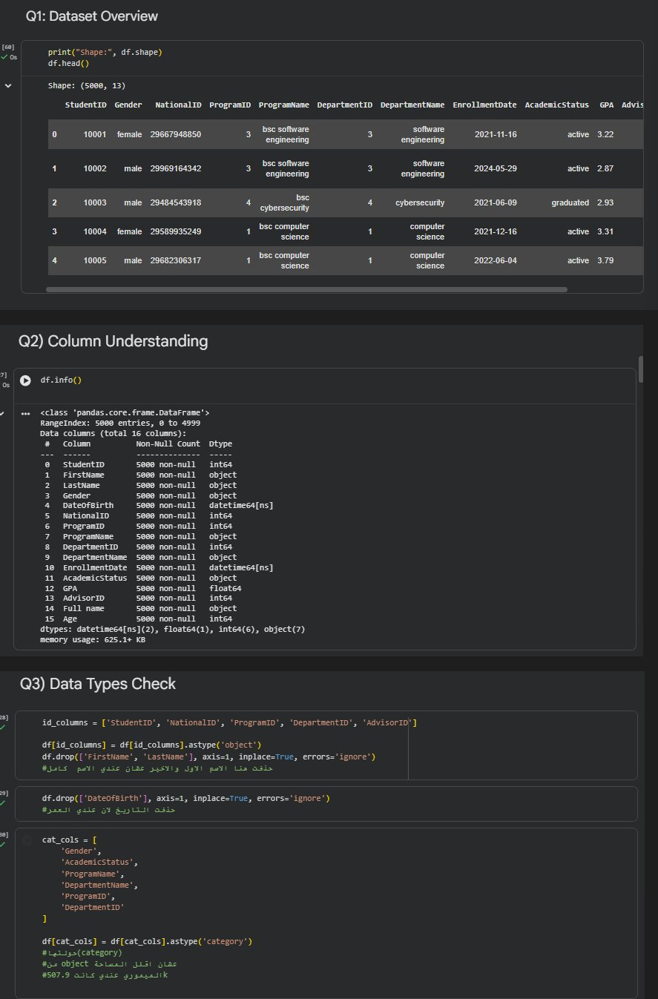 Q1: Dataset Overview
[60]
0s
print("Shape:", df.shape)
df.head()
Shape: (5000, 13)
StudentID Gender NationalID ProgramID ProgramName DepartmentID DepartmentName EnrollmentDate AcademicStatus GPA Advis
0 10001 female 29667948850 3 bsc software engineering 3 software engineering 2021-11-16 active 3.22
1 10002 male 29969164342 3 bsc software engineering 3 software engineering 2024-05-29 active 2.87
2 10003 male 29484543918 4 bsc cybersecurity 4 cybersecurity 2021-06-09 graduated 2.93
3 10004 female 29589935249 1 bsc computer science 1 computer science 2021-12-16 active 3.31
4 10005 male 29682306317 1 bsc computer science 1 computer science 2022-06-04 active 3.79
Q2) Column Understanding
7]
0s
df.info()
<class 'pandas.core.frame.DataFrame'>
RangeIndex: 5000 entries, 0 to 4999
Data columns (total 16 columns):
# Column Non-Null Count Dtype
--- ------ -------------- -----
0 StudentID 5000 non-null int64
1 FirstName 5000 non-null object
2 LastName 5000 non-null object
3 Gender 5000 non-null object
4 DateOfBirth 5000 non-null datetime64[ns]
5 NationalID 5000 non-null int64
6 ProgramID 5000 non-null int64
7 ProgramName 5000 non-null object
8 DepartmentID 5000 non-null int64
9 DepartmentName 5000 non-null object
10 EnrollmentDate 5000 non-null datetime64[ns]
11 AcademicStatus 5000 non-null object
12 GPA 5000 non-null float64
13 AdvisorID 5000 non-null int64
14 Full name 5000 non-null object
15 Age 5000 non-null int64
dtypes: datetime64[ns](2), float64(1), int64(6), object(7)
memory usage: 625.1+ KB
Q3) Data Types Check
28]
id_columns = ['StudentID', 'NationalID', 'ProgramID', 'DepartmentID', 'AdvisorID']
df[id_columns] = df[id_columns].astype('object')
df.drop(['FirstName', 'LastName'], axis=1, inplace=True, errors='ignore')
#حذفت هنا الاسم الاول والاخير عشان عندي الاسم كامل
29]
df.drop(['DateOfBirth'], axis=1, inplace=True, errors='ignore')
#حذفت التاريخ لان عندي العمر
30]
cat_cols = [
'Gender',
'AcademicStatus',
'ProgramName',
'DepartmentName',
'ProgramID',
'DepartmentID'
]
df[cat_cols] = df[cat_cols].astype('category')
#حولتها(category)
#من object عشان اقلل المساحة
#507.9 الميموري عندي كانت k